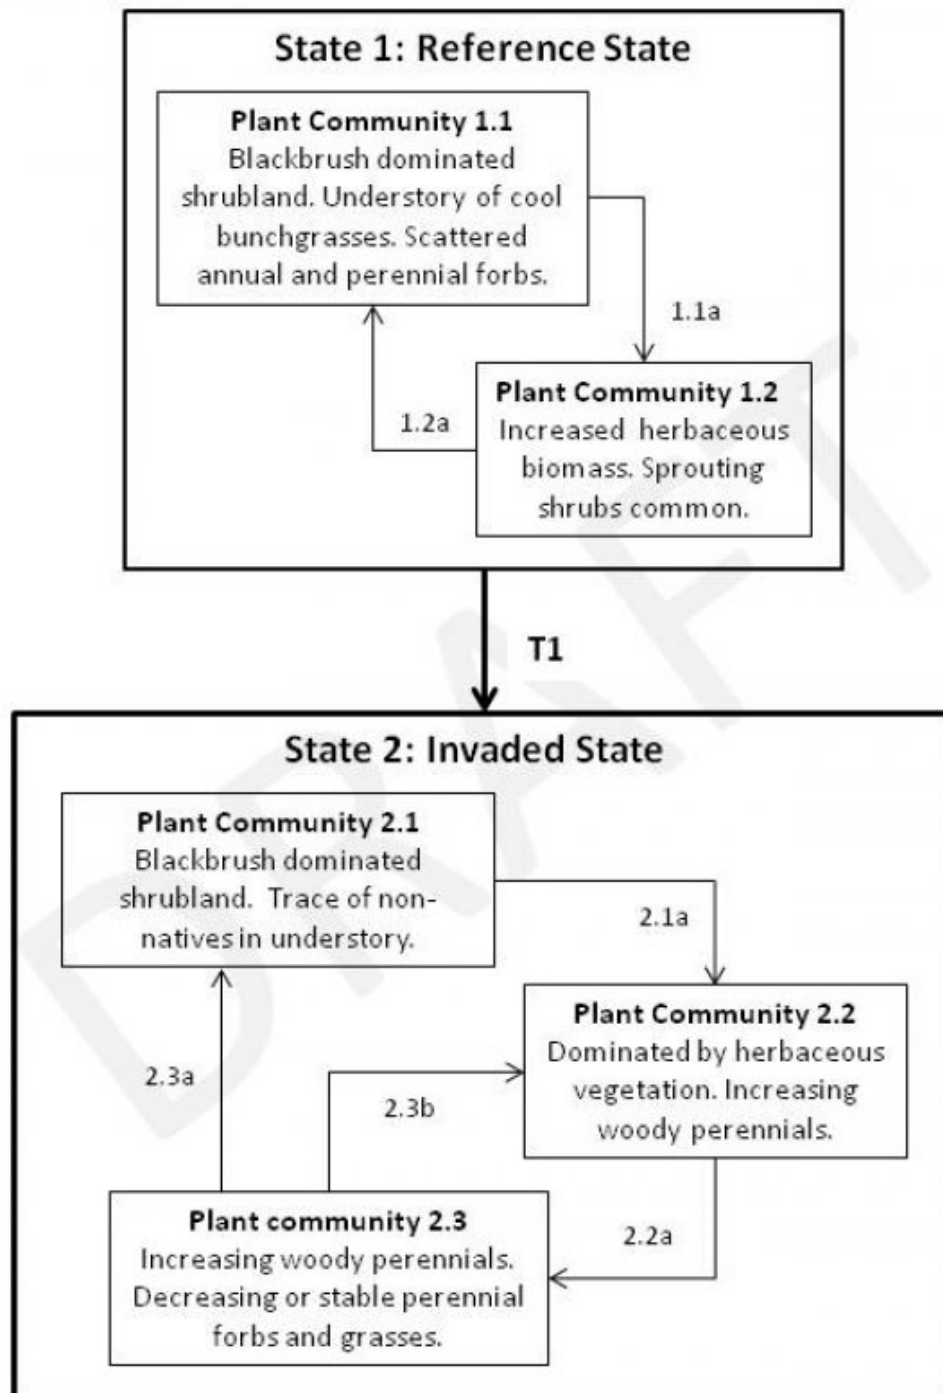 State 1: Reference State
Plant Community 1.1
Blackbrush dominated
shrubland. Understory of cool
bunchgrasses. Scattered
annual and perennial forbs.
1.1a
Plant Community 1.2
Increased herbaceous
biomass. Sprouting
shrubs common.
1.2a
T1
State 2: Invaded State
Plant Community 2.1
Blackbrush dominated
shrubland. Trace of non-
natives in understory.
2.1a
Plant Community 2.2
Dominated by herbaceous
vegetation. Increasing
woody perennials.
2.3a
2.3b
Plant community 2.3
Increasing woody perennials.
Decreasing or stable perennial
forbs and grasses.
2.2a
DRAFT